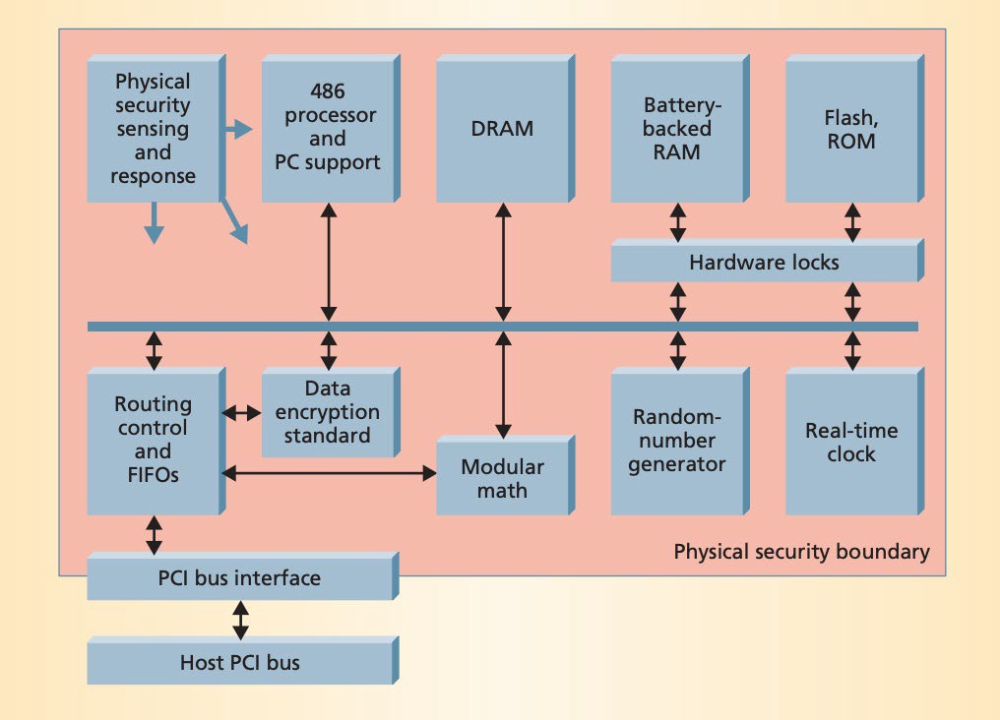 Physical
security
sensing
and
response
486
processor
and
PC support
DRAM
Battery-
backed
RAM
Flash,
ROM
Hardware locks
Routing
control
and
FIFOs
Data
encryption
standard
Modular
math
Random-
number
generator
Real-time
clock
Physical security boundary
PCI bus interface
Host PCI bus